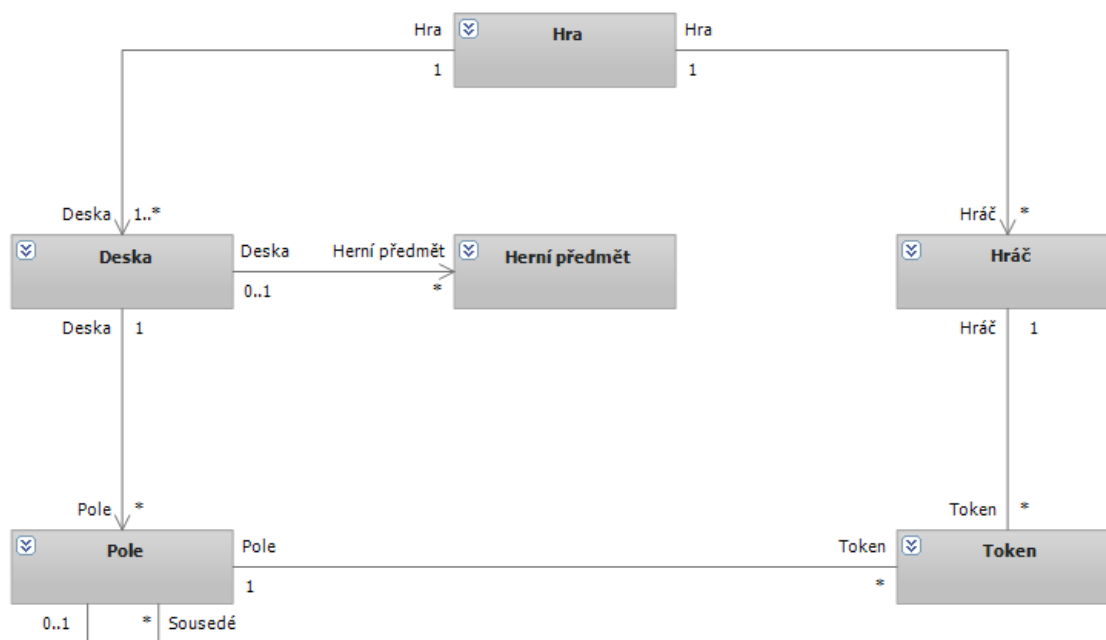 Hra Hra Hra
1 1
Deska 1..* Hráč *
Deska Deska Herní předmět Herní předmět Hráč
0..1 *
Deska 1 Hráč 1
Pole * Token *
Pole Pole Token Token
1 *
0..1 * Sousedé